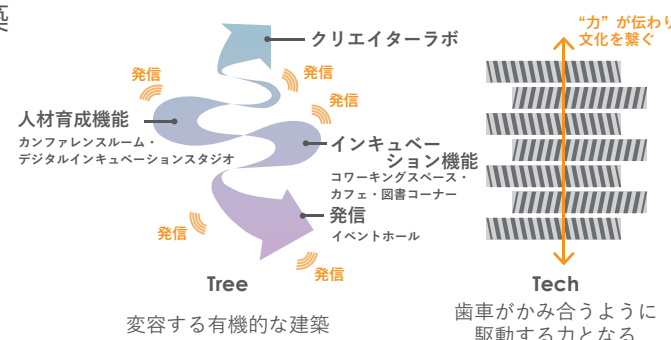 築
クリエイターラボ
発信
発信
発信
人材育成機能
カンファレンスルーム・
デジタルインキュベーションスタジオ
インキュベー
ション機能
コワーキングスペース・
カフェ・図書コーナー
発信
イベントホール
発信
発信
Tree
変容する有機的な建築
“力”が伝わり
文化を繋ぐ
Tech
歯車がかみ合うように
駆動する力となる